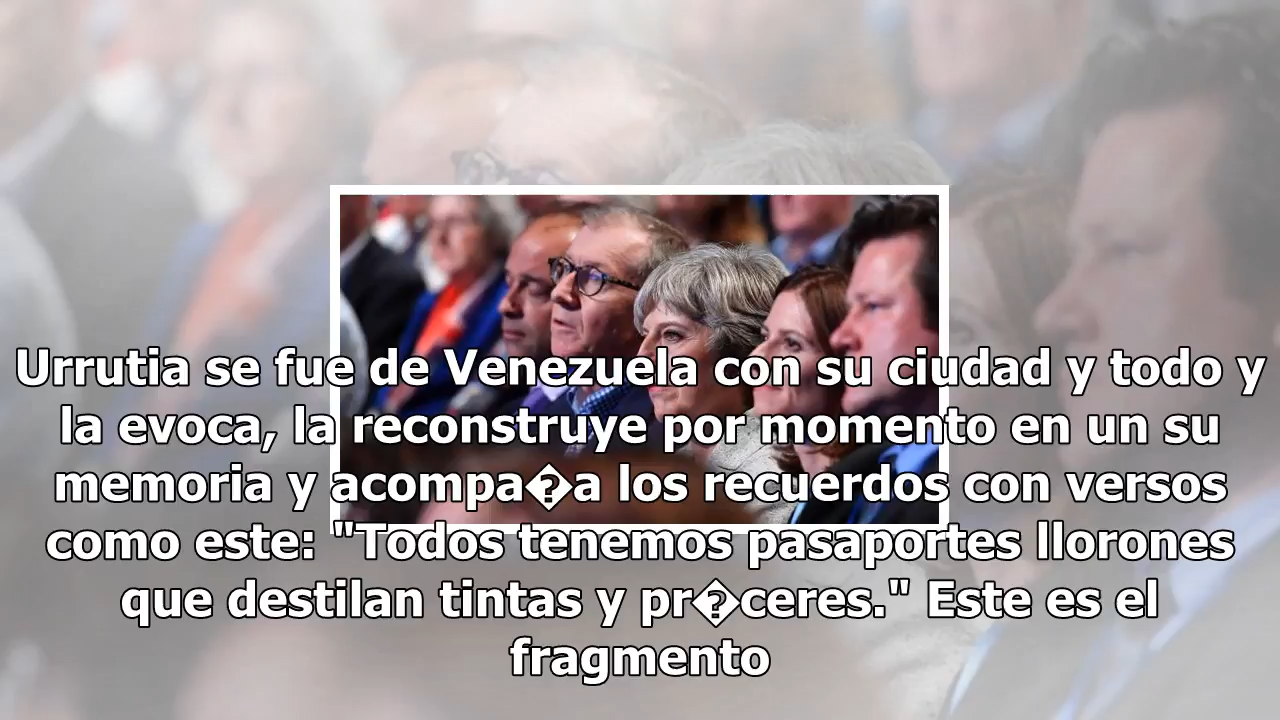 Urrutia se fue de Venezuela con su ciudad y todo y
la evoca, la reconstruye por momento en un su
memoria y acompa�a los recuerdos con versos
como este: "Todos tenemos pasaportes llorones
que destilan tintas y pr�ceres." Este es el
fragmento